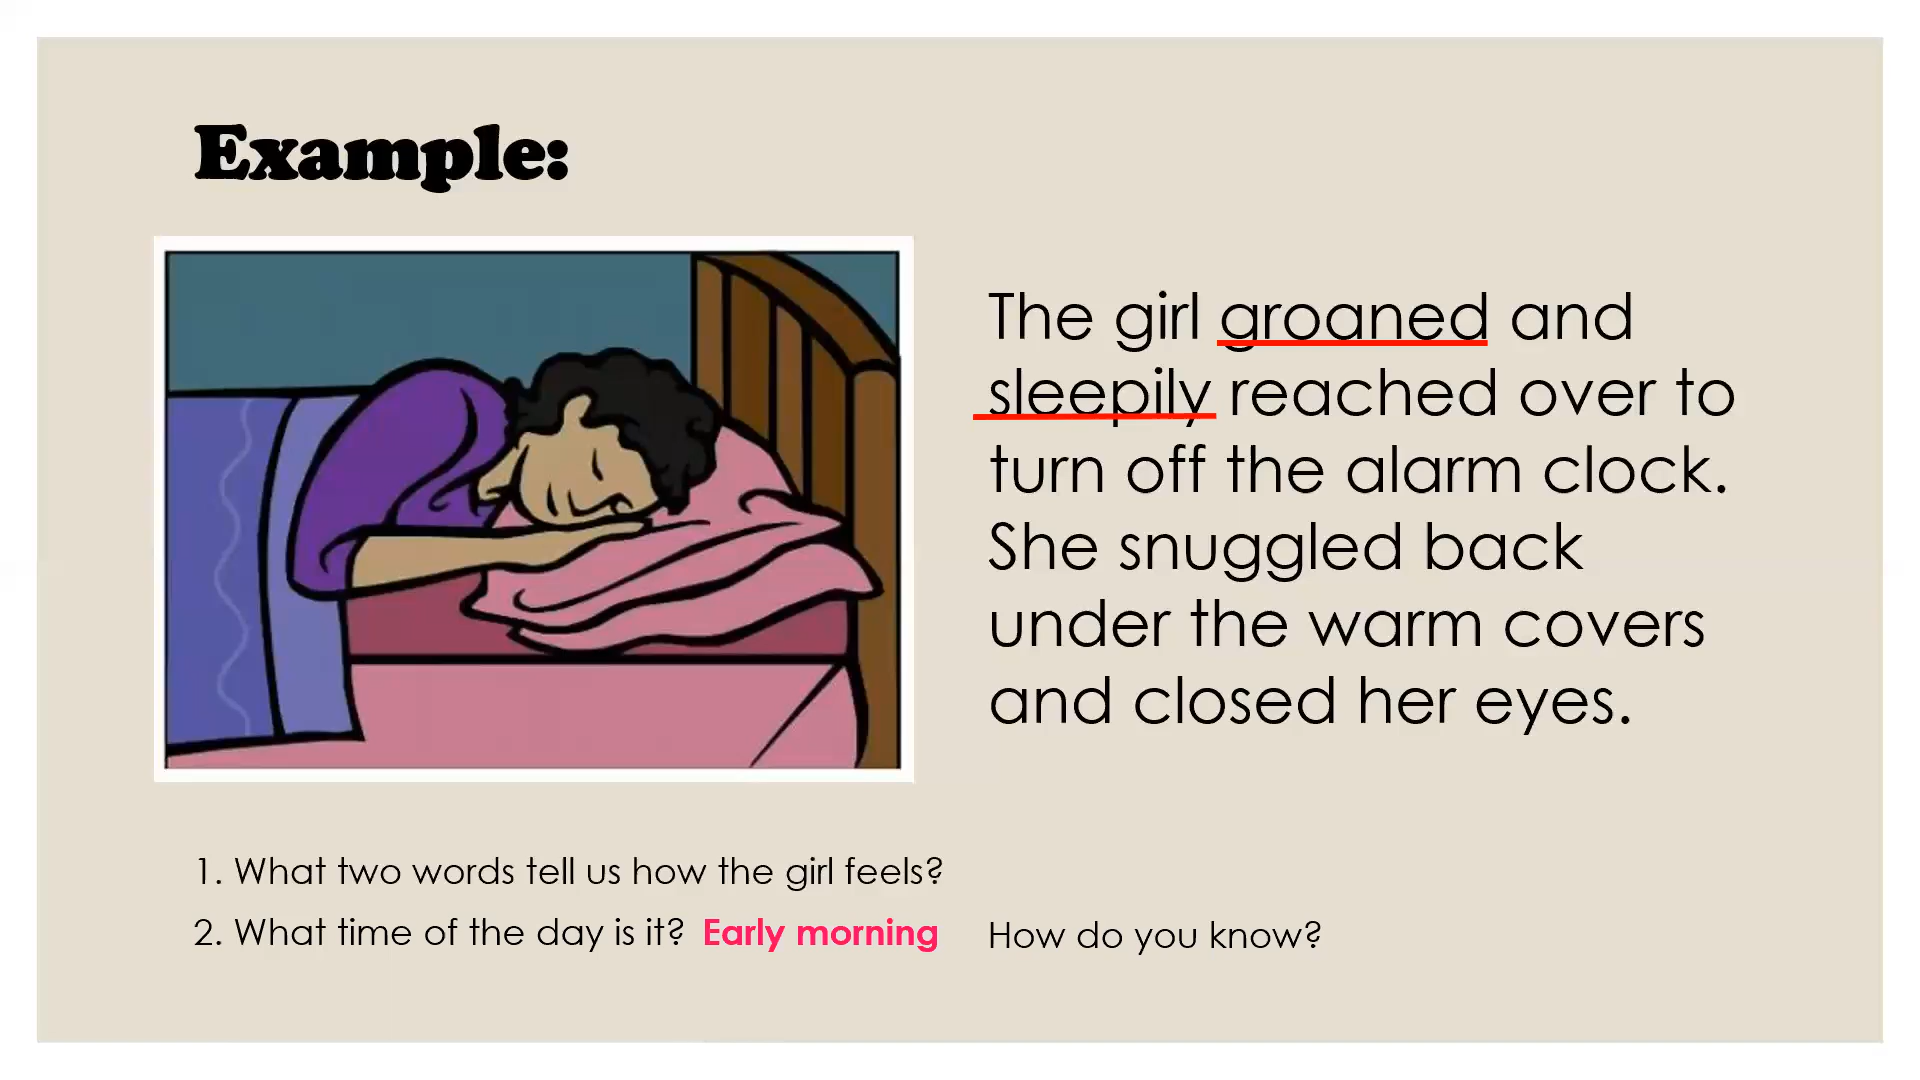 Example:
The girl groaned and
sleepily reached over to
turn off the alarm clock.
She snuggled back
under the warm covers
and closed her eyes.
1. What two words tell us how the girl feels?
2. What time of the day is it? Early morning How do you know?